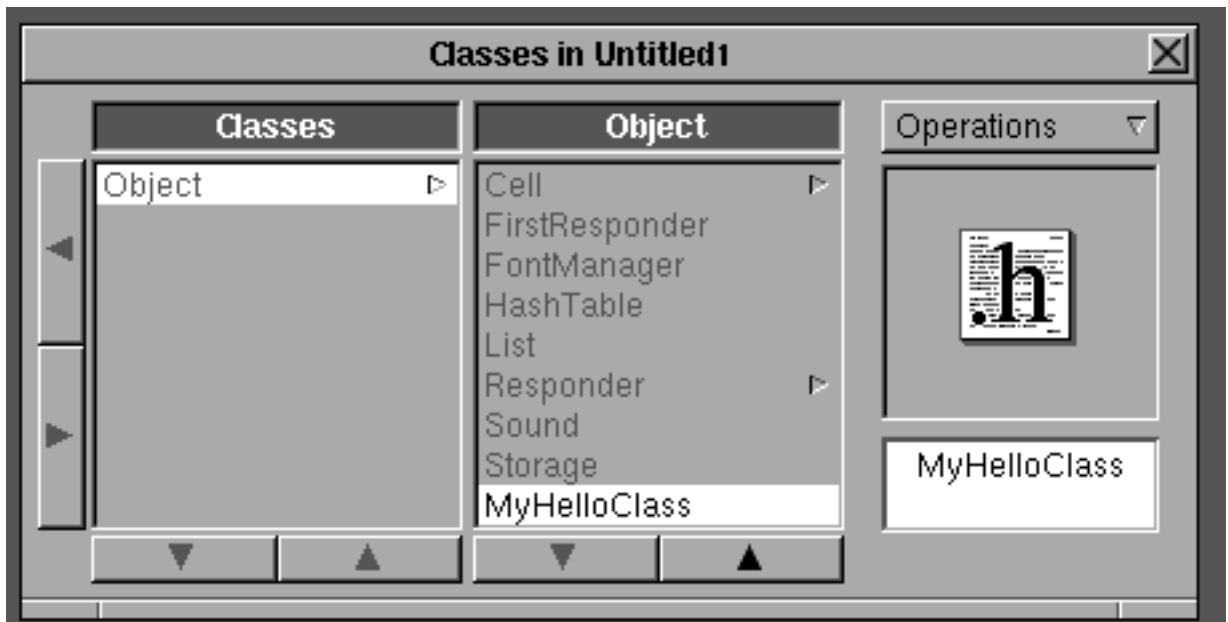 Classes in Untitled1
Classes
Object
Operations
Object
Cell
FirstResponder
FontManager
HashTable
List
Responder
Sound
Storage
MyHelloClass
.h
MyHelloClass